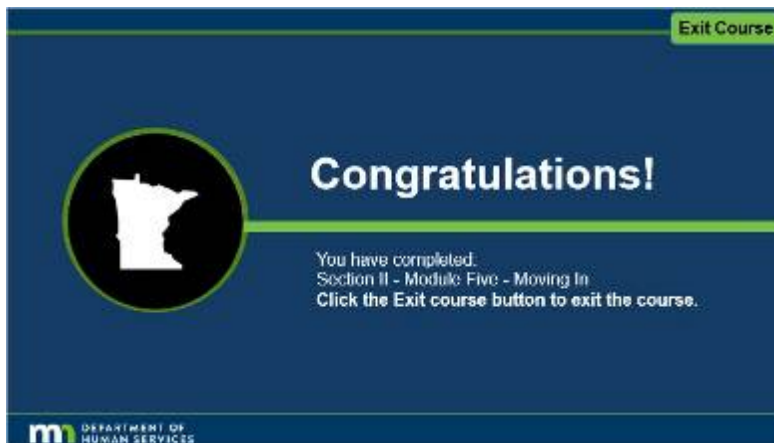 Exit Course
Congratulations!
You have completed:
Section II - Module Five - Moving In
Click the Exit course button to exit the course.
mn DEPARTMENT OF
HUMAN SERVICES